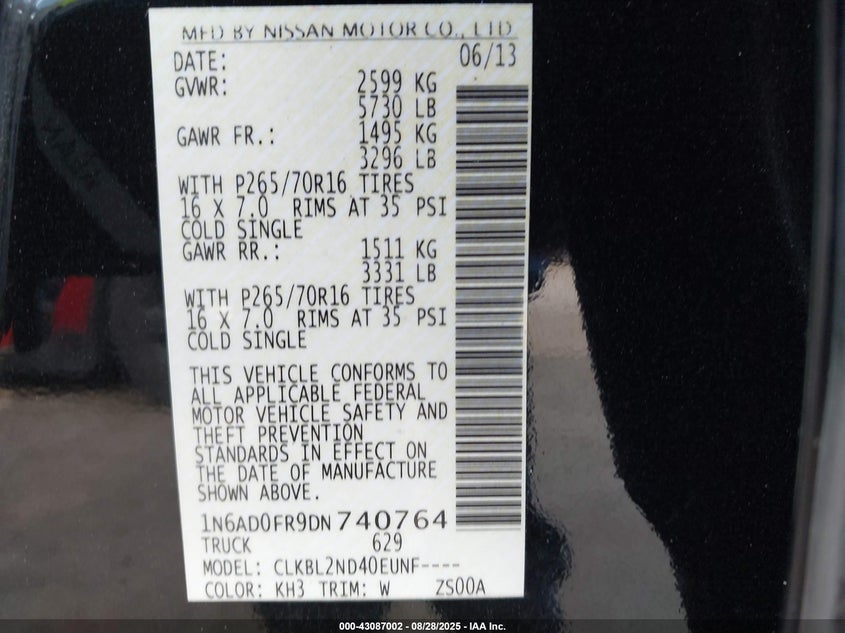 MFD BY NISSAN MOTOR CO., LTD.
DATE: 06/13
GVWR: 2599 KG
5730 LB
GAWR FR.: 1495 KG
3296 LB
WITH P265/70R16 TIRES
16 X 7.0 RIMS AT 35 PSI
COLD SINGLE
GAWR RR.: 1511 KG
3331 LB
WITH P265/70R16 TIRES
16 X 7.0 RIMS AT 35 PSI
COLD SINGLE
THIS VEHICLE CONFORMS TO
ALL APPLICABLE FEDERAL
MOTOR VEHICLE SAFETY AND
THEFT PREVENTION
STANDARDS IN EFFECT ON
THE DATE OF MANUFACTURE
SHOWN ABOVE.
1N6AD0FR9DN740764
TRUCK 629
MODEL: CLKBL2ND40EUNF----
COLOR: KH3 TRIM: W ZS00A
000-43087002 - 08/28/2025 - IAA Inc.